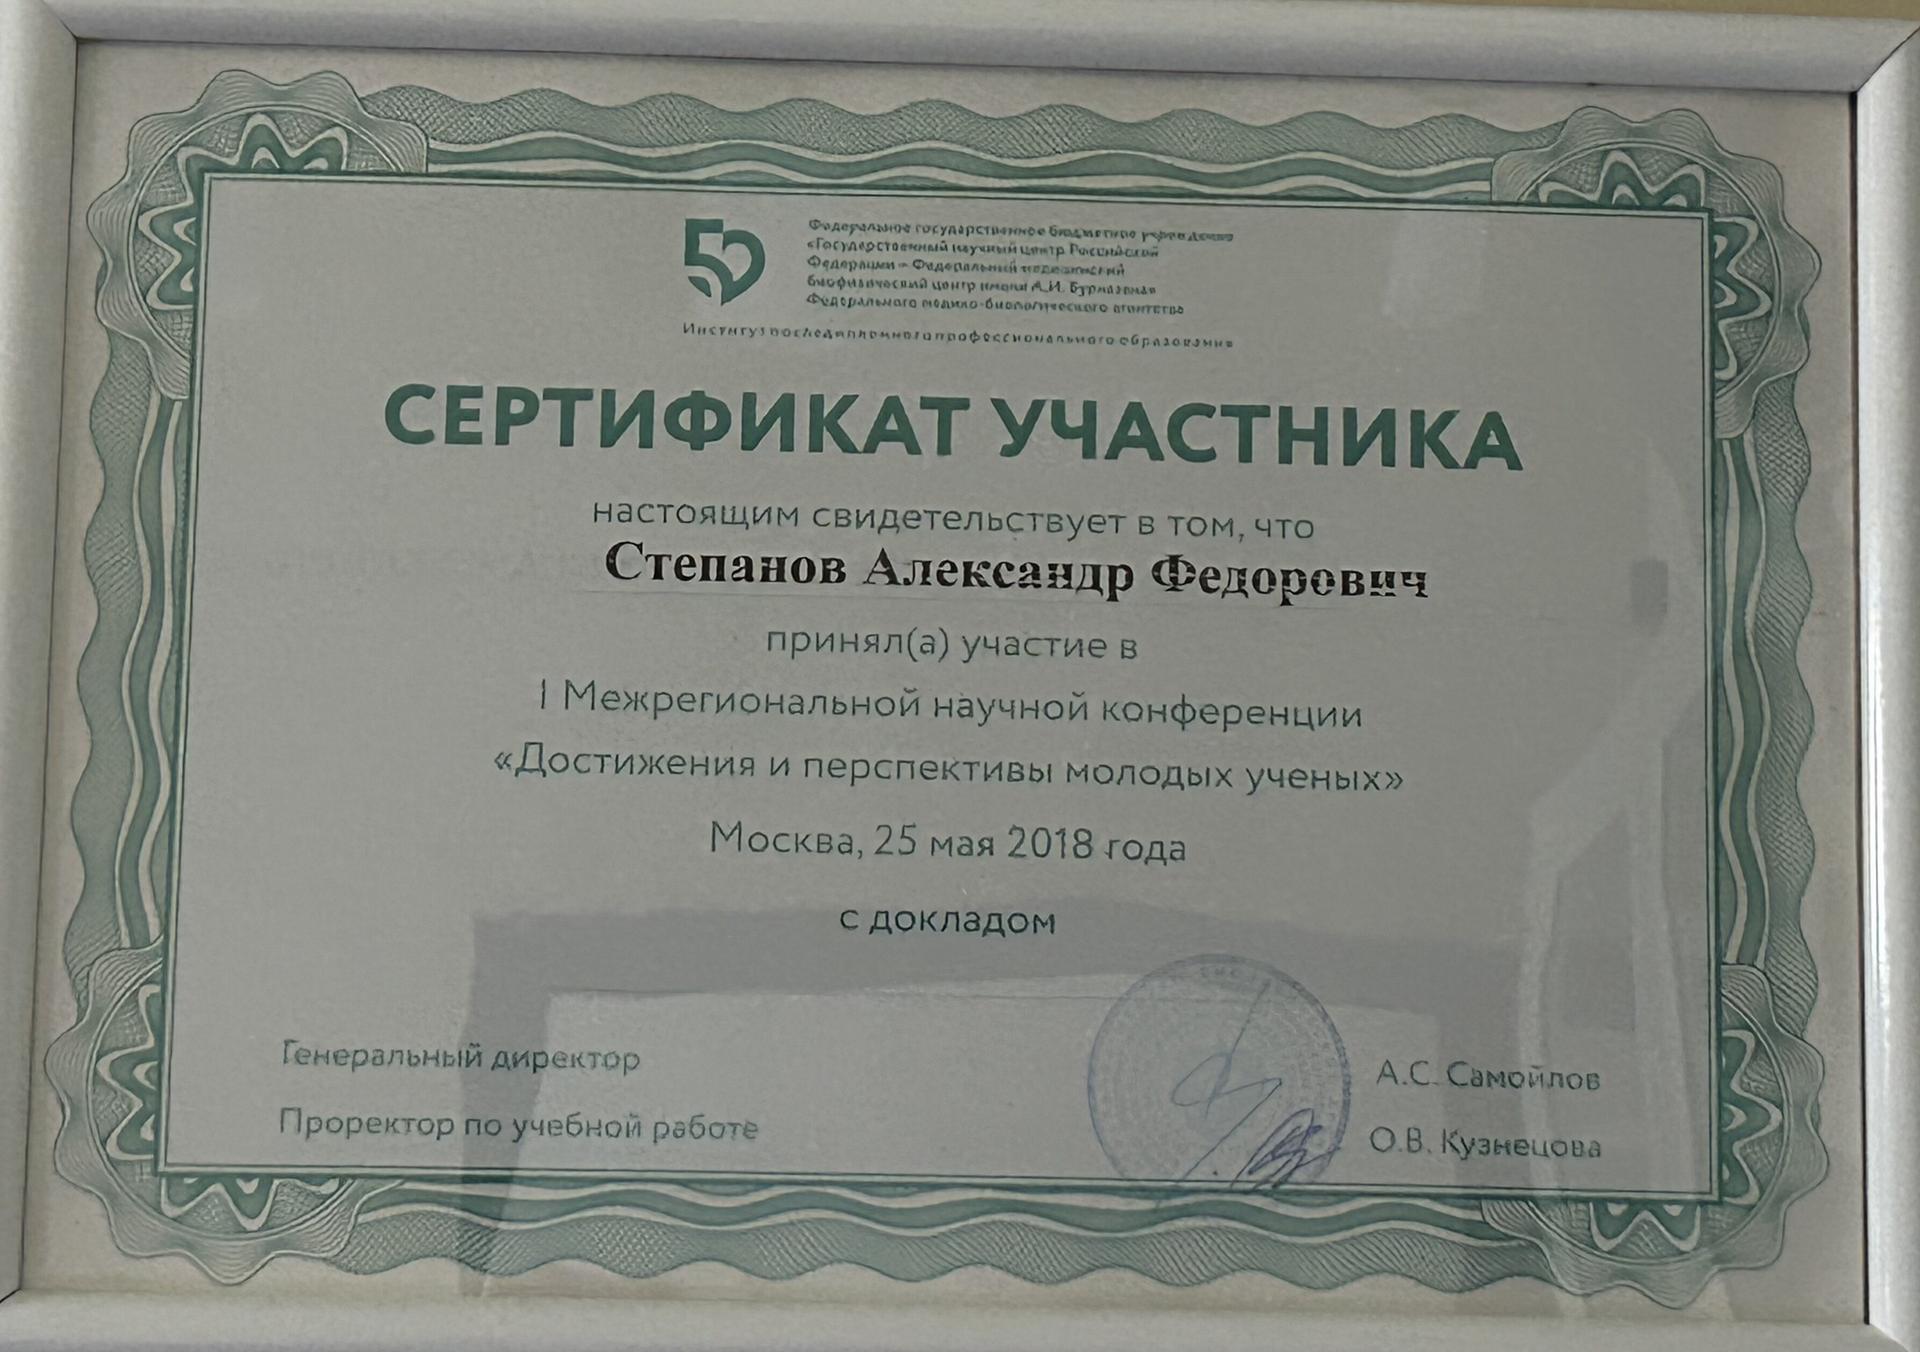 Федеральное государственное бюджетное учреждение
«Государственный научный центр Российской
Федерации – Федеральный медицинский
биофизический центр имени А.И. Бурназяна»
Федерального медико-биологического агентства
Институт последипломного профессионального образования
СЕРТИФИКАТ УЧАСТНИКА
настоящим свидетельствует в том, что
Степанов Александр Федорович
принял(а) участие в
I Межрегиональной научной конференции
«Достижения и перспективы молодых ученых»
Москва, 25 мая 2018 года
с докладом
Генеральный директор
А.С. Самойлов
Проректор по учебной работе
О.В. Кузнецова